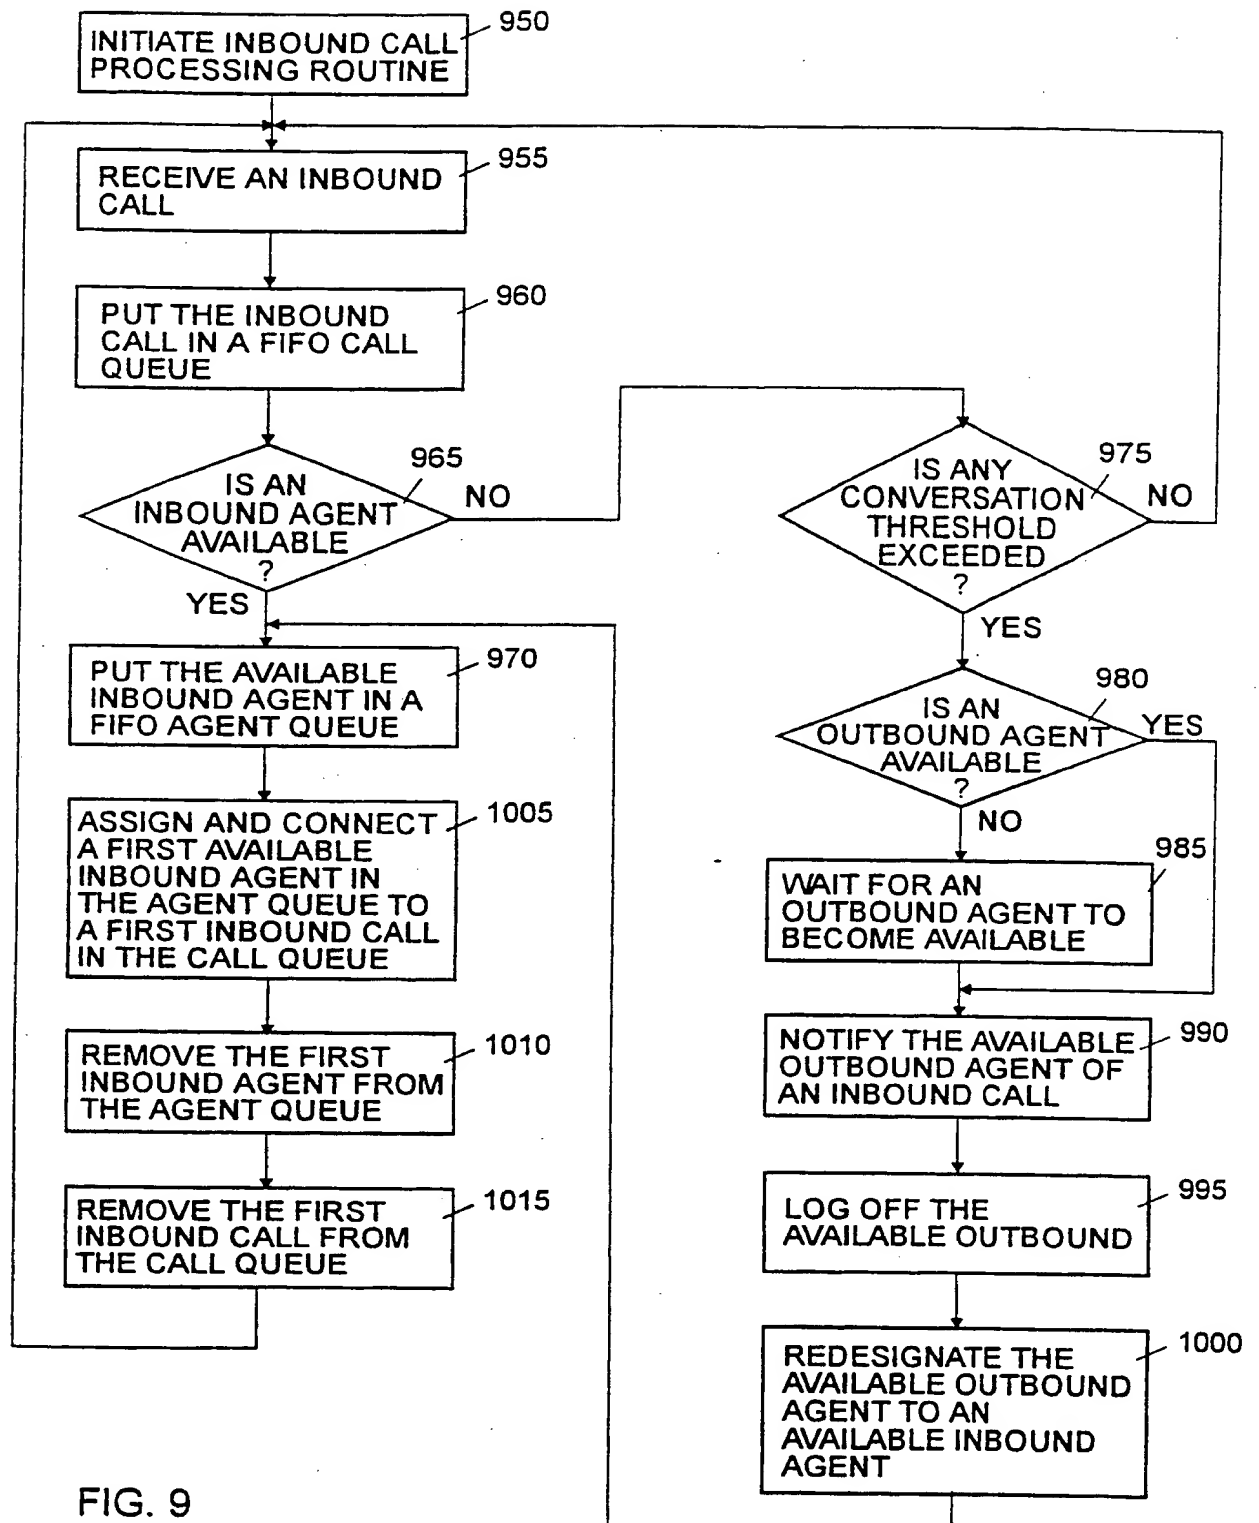 INITIATE INBOUND CALL
PROCESSING ROUTINE
950
RECEIVE AN INBOUND
CALL
955
PUT THE INBOUND
CALL IN A FIFO CALL
QUEUE
960
IS AN
INBOUND AGENT
AVAILABLE
?
965
NO
YES
PUT THE AVAILABLE
INBOUND AGENT IN A
FIFO AGENT QUEUE
970
ASSIGN AND CONNECT
A FIRST AVAILABLE
INBOUND AGENT IN
THE AGENT QUEUE TO
A FIRST INBOUND CALL
IN THE CALL QUEUE
1005
REMOVE THE FIRST
INBOUND AGENT FROM
THE AGENT QUEUE
1010
REMOVE THE FIRST
INBOUND CALL FROM
THE CALL QUEUE
1015
IS ANY
CONVERSATION
THRESHOLD
EXCEEDED
?
975
NO
YES
IS AN
OUTBOUND AGENT
AVAILABLE
?
980
YES
NO
WAIT FOR AN
OUTBOUND AGENT TO
BECOME AVAILABLE
985
NOTIFY THE AVAILABLE
OUTBOUND AGENT OF
AN INBOUND CALL
990
LOG OFF THE
AVAILABLE OUTBOUND
995
REDESIGNATE THE
AVAILABLE OUTBOUND
AGENT TO AN
AVAILABLE INBOUND
AGENT
1000
FIG. 9